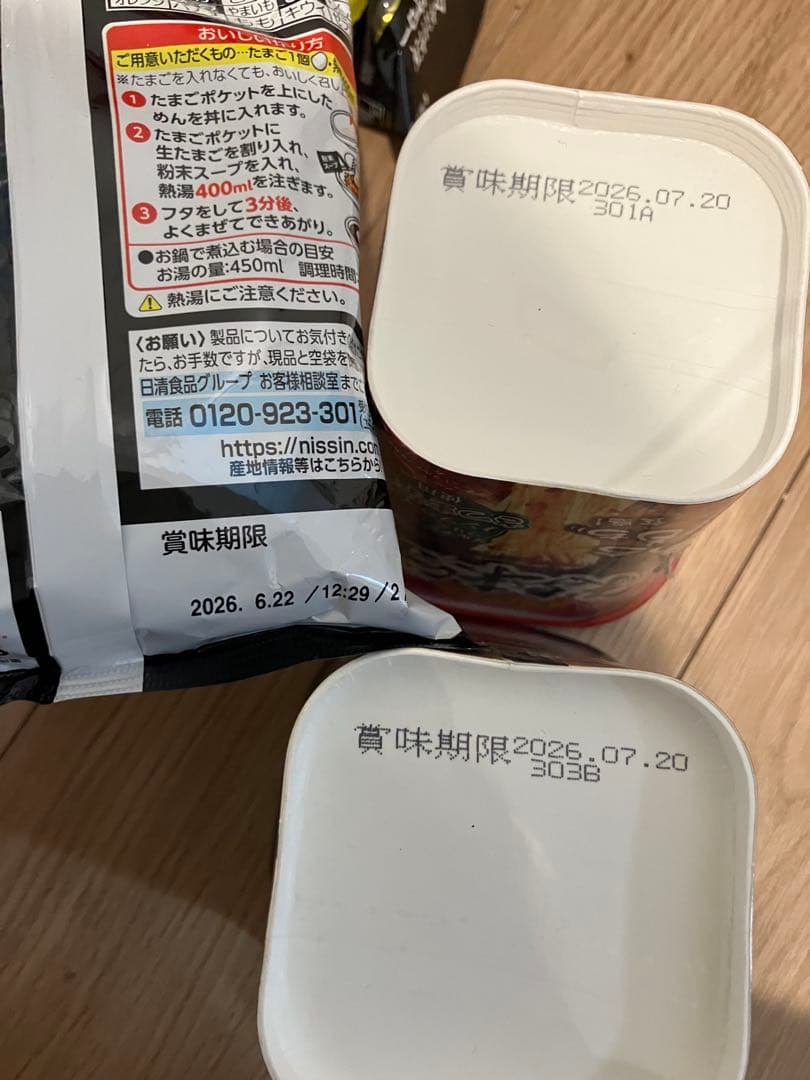 おいしい作り方
ご用意いただくもの…たまご1個
※たまごを入れなくても、おいしく召し
1 たまごポケットを上にした
めんを丼に入れます。
2 たまごポケットに
生たまごを割り入れ、
粉末スープを入れ、
熱湯400mlを注ぎます。
3 フタをして3分後、
よくまぜてできあがり。
●お鍋で煮込む場合の目安
お湯の量:450ml 調理時間:
熱湯にご注意ください。
〈お願い〉製品についてお気付き
たら、お手数ですが、現品と空袋を
日清食品グループ お客様相談室まで
電話 0120-923-301
https://nissin.com
産地情報等はこちらから
賞味期限
2026. 6.22 /12:29 /2
賞味期限2026.07.20
301A
賞味期限2026.07.20
303B